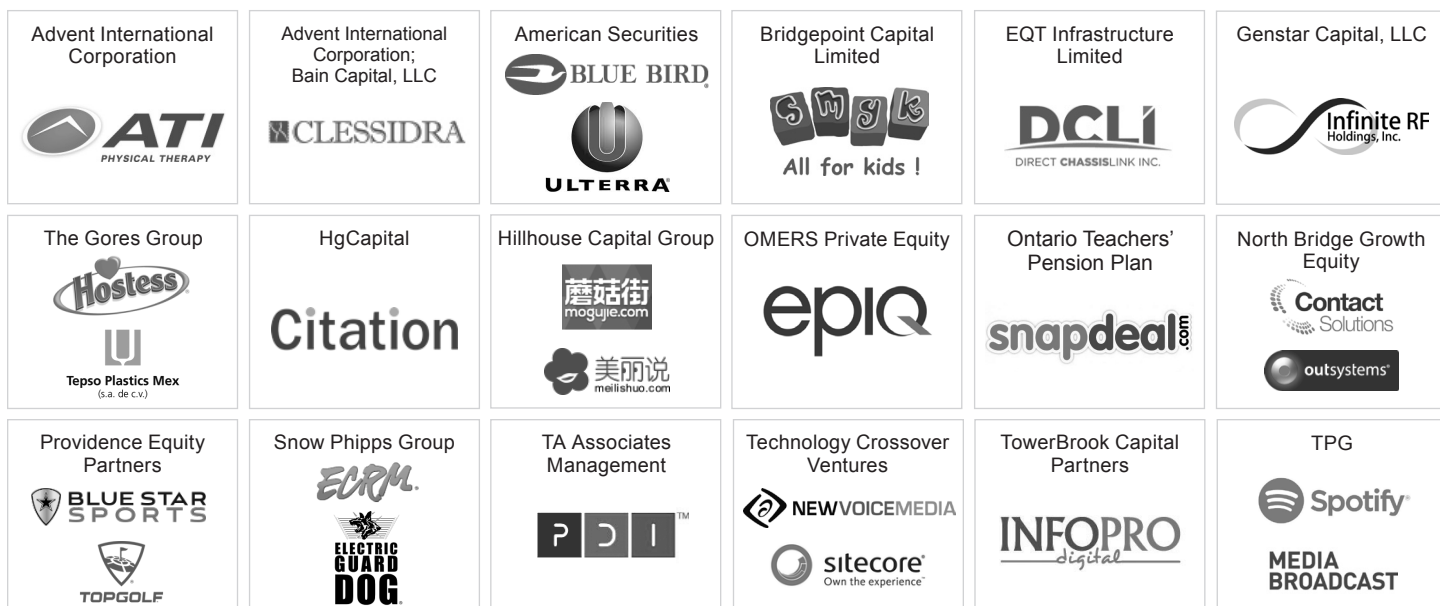 Advent International
Corporation
ATI
PHYSICAL THERAPY
Advent International
Corporation;
Bain Capital, LLC
CLESSIDRA
American Securities
BLUE BIRD
ULTERRA
Bridgepoint Capital
Limited
smyk
All for kids !
EQT Infrastructure
Limited
DCLi
DIRECT CHASSISLINK INC.
Genstar Capital, LLC
Infinite RF
Holdings, Inc.
The Gores Group
Hostess
Tepso Plastics Mex
(s.a. de c.v.)
HgCapital
Citation
Hillhouse Capital Group
蘑菇街
mogujie.com
美丽说
meilishuo.com
OMERS Private Equity
epiq
Ontario Teachers’
Pension Plan
snapdeal.com
North Bridge Growth
Equity
Contact
Solutions
outsystems®
Providence Equity
Partners
BLUE STAR
SPORTS
TOPGOLF
Snow Phipps Group
ECRM.
ELECTRIC
GUARD
DOG
TA Associates
Management
PDI™
Technology Crossover
Ventures
NEWVOICEMEDIA
sitecore®
Own the experience™
TowerBrook Capital
Partners
INFOPRO
digital
TPG
Spotify®
MEDIA
BROADCAST